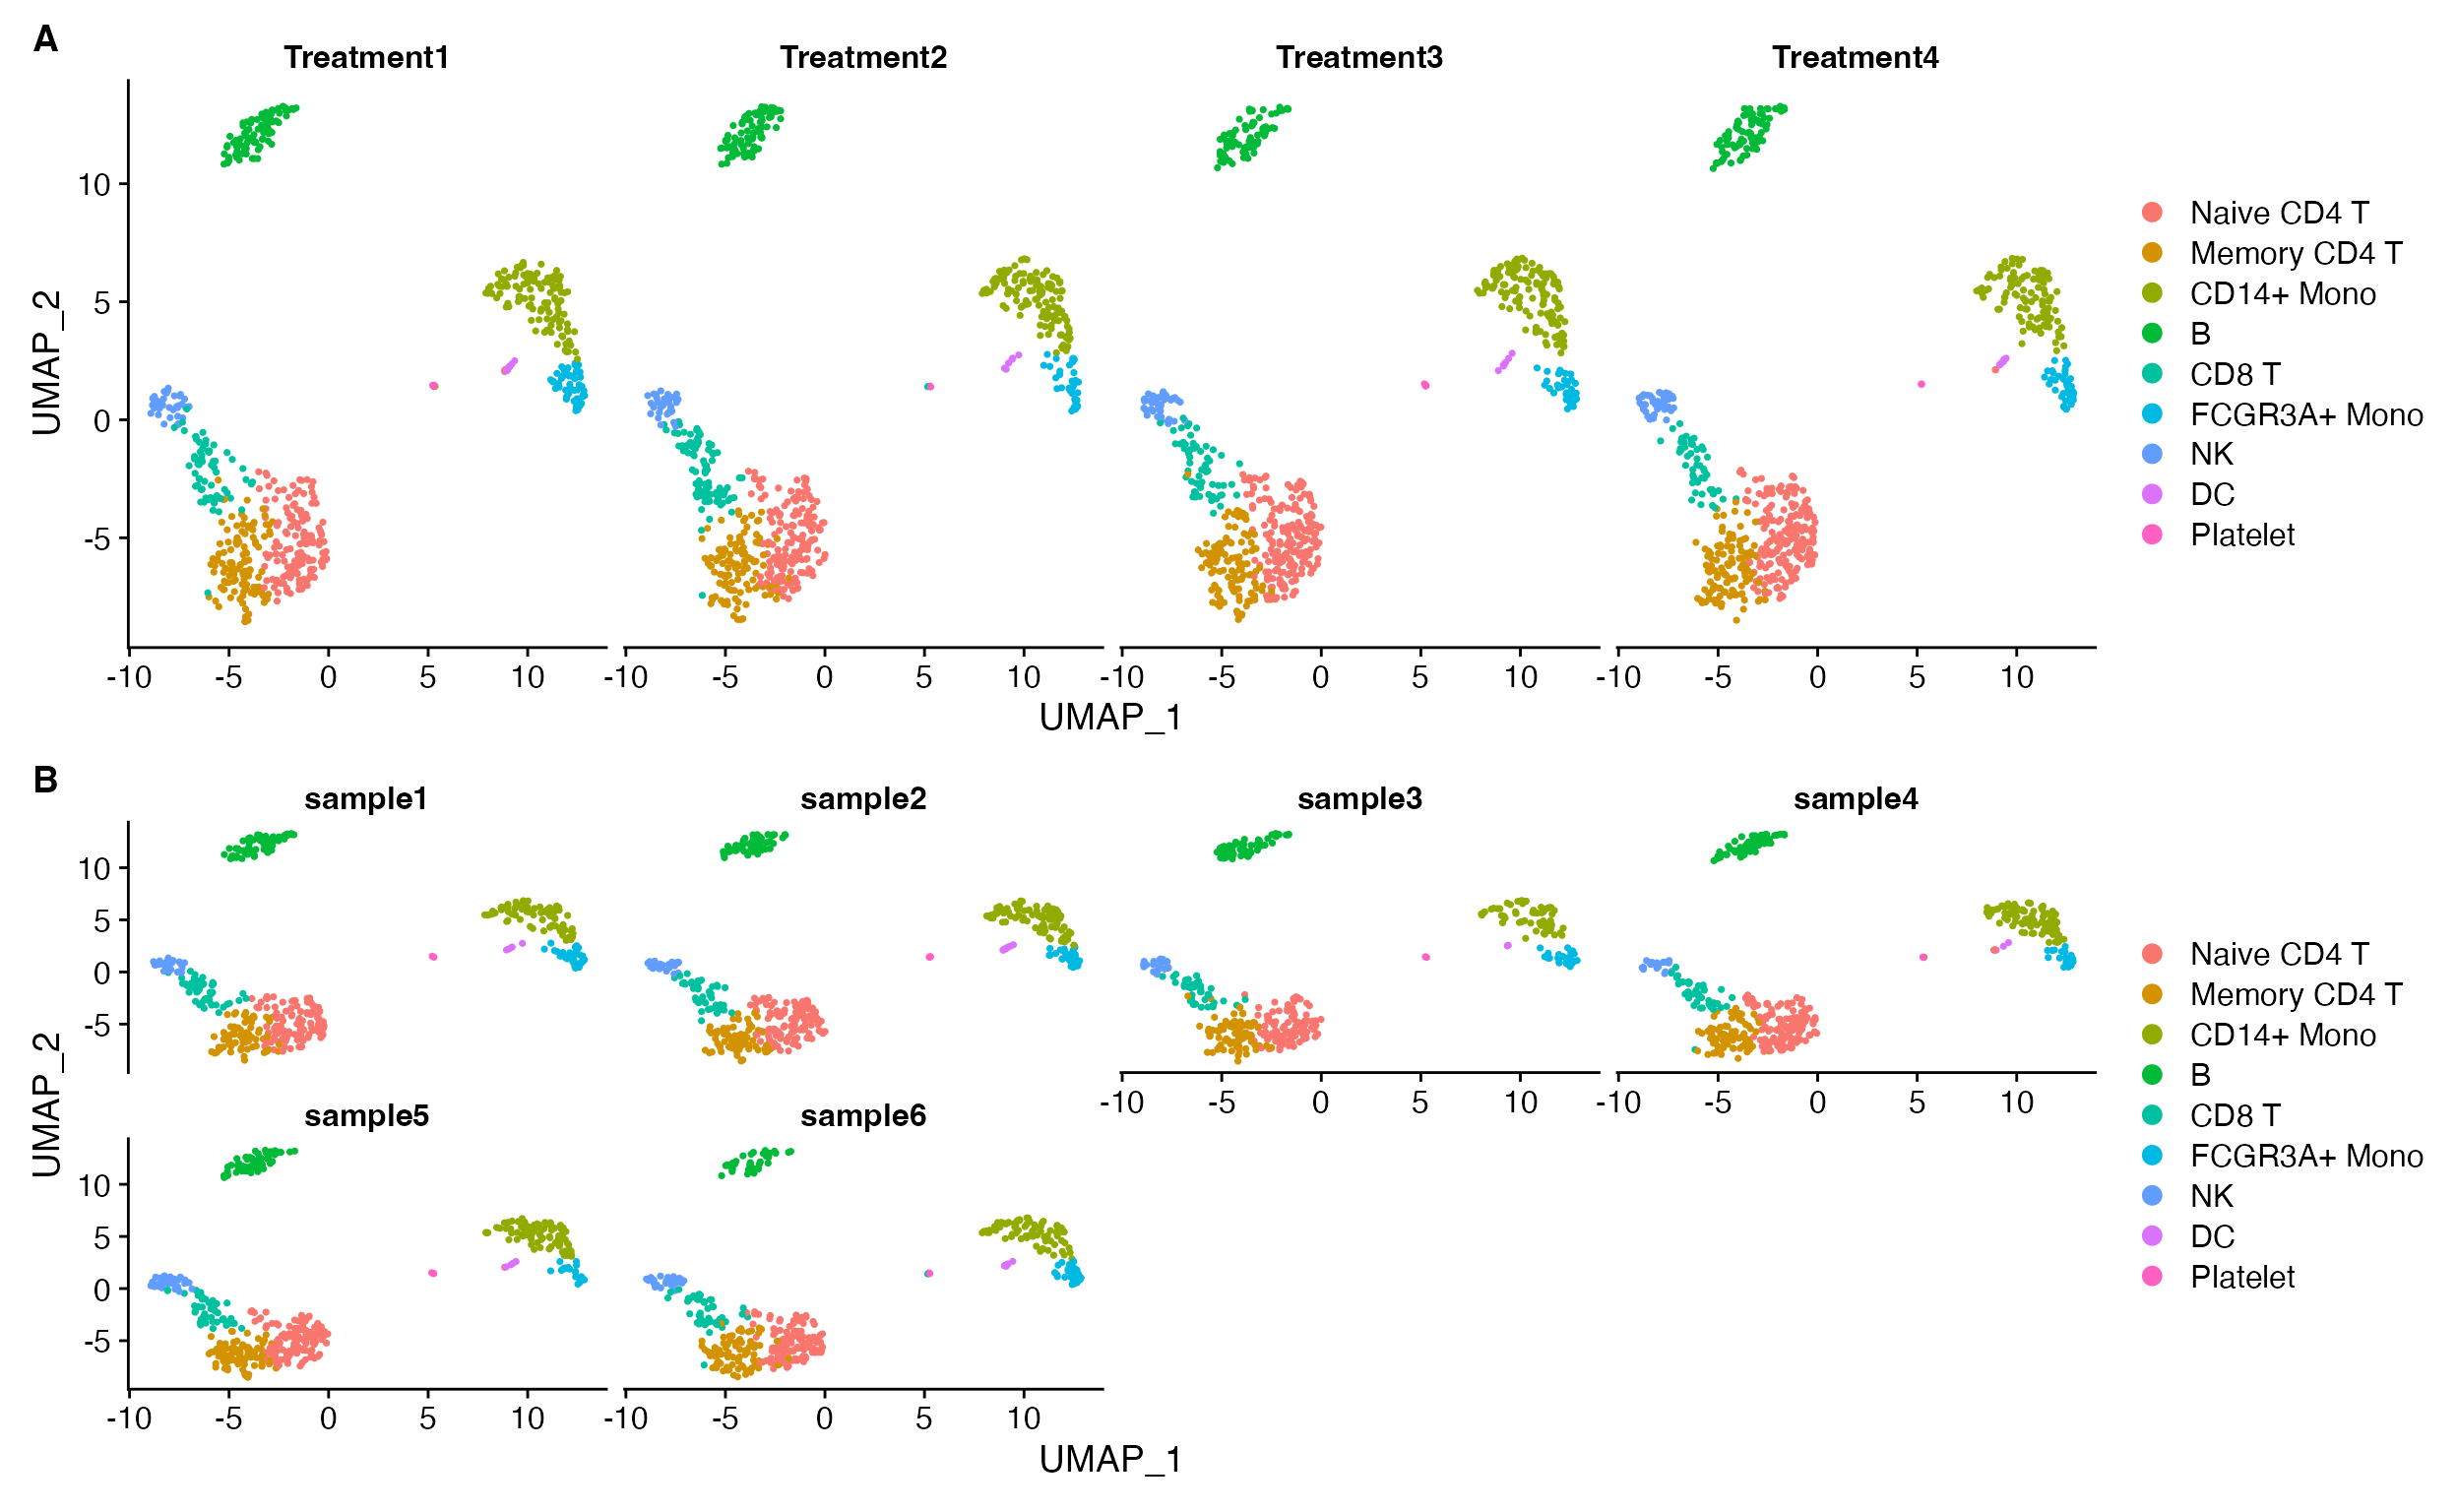 A
Treatment1 Treatment2 Treatment3 Treatment4
10
5
0
-5
UMAP_2
-10 -5 0 5 10 -10 -5 0 5 10 -10 -5 0 5 10 -10 -5 0 5 10
UMAP_1
Naive CD4 T
Memory CD4 T
CD14+ Mono
B
CD8 T
FCGR3A+ Mono
NK
DC
Platelet
B
sample1 sample2 sample3 sample4
10
5
0
-5
-10 -5 0 5 10 -10 -5 0 5 10
UMAP_2
sample5 sample6
10
5
0
-5
-10 -5 0 5 10 -10 -5 0 5 10
UMAP_1
Naive CD4 T
Memory CD4 T
CD14+ Mono
B
CD8 T
FCGR3A+ Mono
NK
DC
Platelet